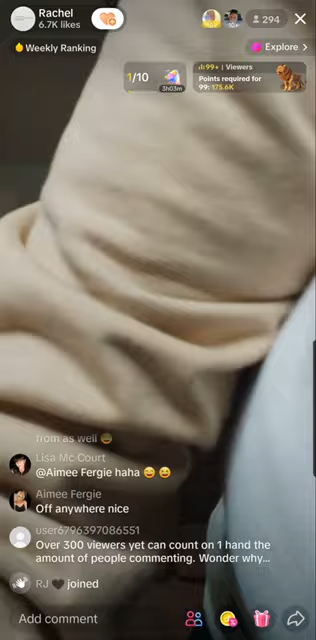 Rachel
6.7K likes
294
Weekly Ranking
Explore >
1/10
3h03m
99+ | Viewers
Points required for
99: 175.6K
from as well 😅
Lisa Mc Court
@Aimee Fergie haha 😂 😂
Aimee Fergie
Off anywhere nice
user6796397086551
Over 300 viewers yet can count on 1 hand the
amount of people commenting. Wonder why...
RJ 🖤 joined
Add comment